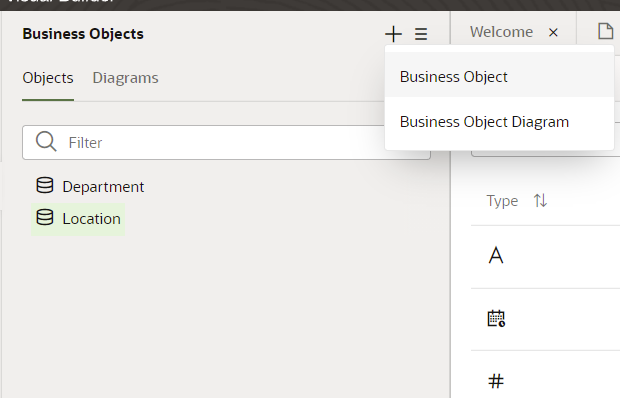 Visual Builder
Business Objects
Welcome
Objects
Diagrams
Business Object
Business Object Diagram
Filter
Department
Location
Type